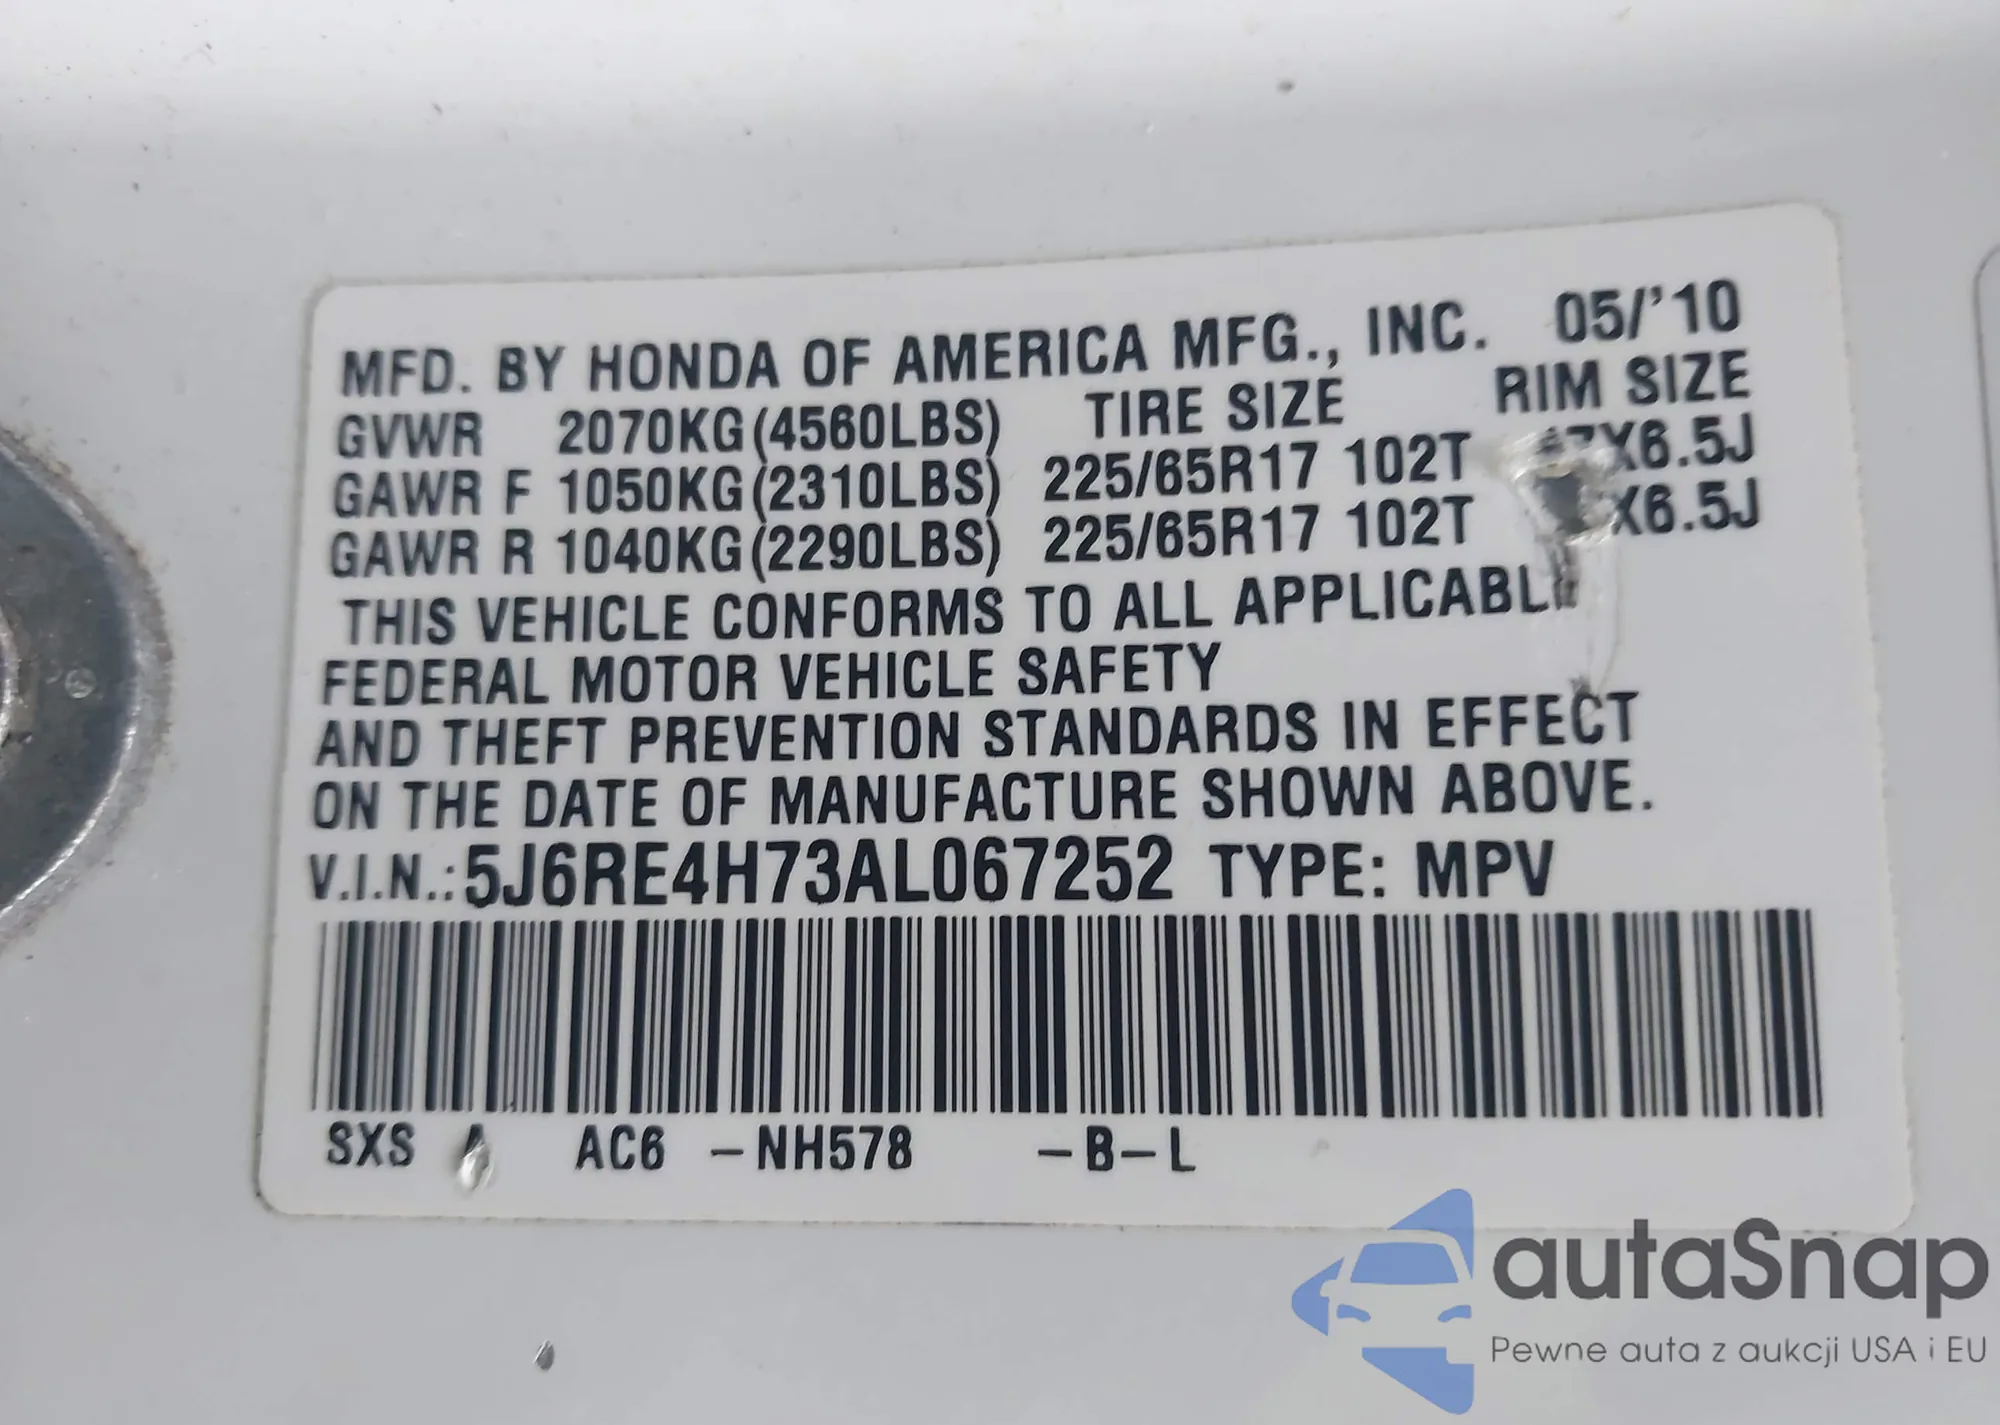 MFD. BY HONDA OF AMERICA MFG., INC. 05/'10
GVWR 2070KG(4560LBS) TIRE SIZE RIM SIZE
GAWR F 1050KG(2310LBS) 225/65R17 102T 17X6.5J
GAWR R 1040KG(2290LBS) 225/65R17 102T X6.5J
THIS VEHICLE CONFORMS TO ALL APPLICABLE
FEDERAL MOTOR VEHICLE SAFETY
AND THEFT PREVENTION STANDARDS IN EFFECT
ON THE DATE OF MANUFACTURE SHOWN ABOVE.
V.I.N.: 5J6RE4H73AL067252 TYPE: MPV
SXS A AC6 –NH578 –B–L
autaSnap
Pewne auta z aukcji USA i EU